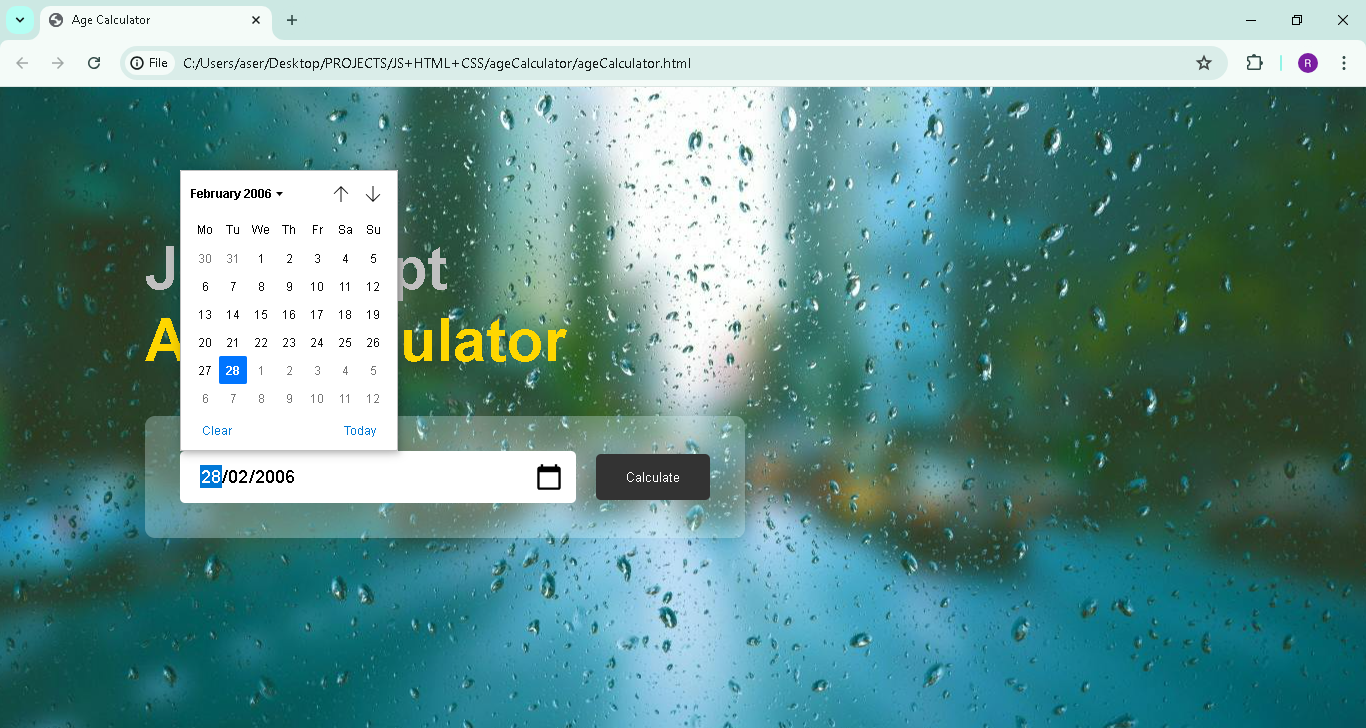 Age Calculator
File
C:/Users/aser/Desktop/PROJECTS/JS+HTML+CSS/ageCalculator/ageCalculator.html
R
February 2006
Mo Tu We Th Fr Sa Su
30 31 1 2 3 4 5
6 7 8 9 10 11 12
13 14 15 16 17 18 19
20 21 22 23 24 25 26
27 28 1 2 3 4 5
6 7 8 9 10 11 12
Clear Today
J pt
A ulator
28/02/2006
Calculate